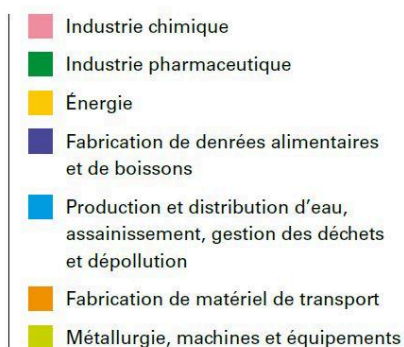 Industrie chimique
Industrie pharmaceutique
Énergie
Fabrication de denrées alimentaires
et de boissons
Production et distribution d'eau,
assainissement, gestion des déchets
et dépollution
Fabrication de matériel de transport
Métallurgie, machines et équipements